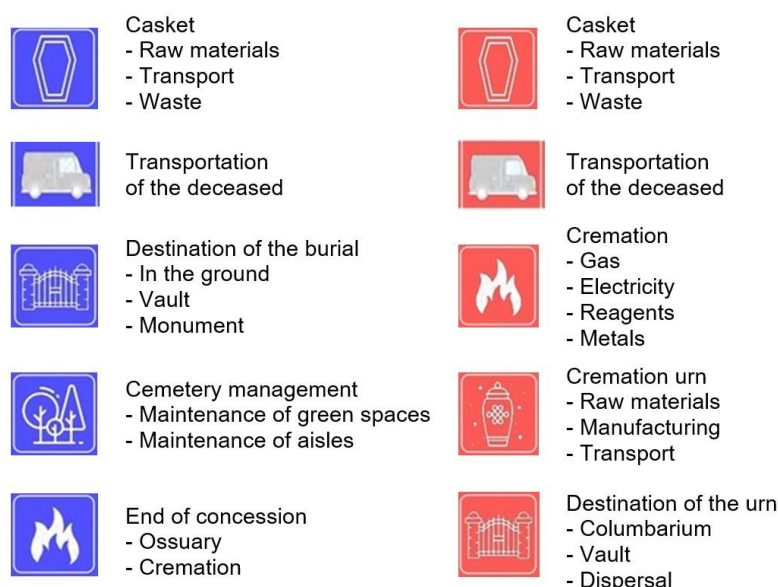 Casket
- Raw materials
- Transport
- Waste
Transportation
of the deceased
Destination of the burial
- In the ground
- Vault
- Monument
Cemetery management
- Maintenance of green spaces
- Maintenance of aisles
End of concession
- Ossuary
- Cremation
Casket
- Raw materials
- Transport
- Waste
Transportation
of the deceased
Cremation
- Gas
- Electricity
- Reagents
- Metals
Cremation urn
- Raw materials
- Manufacturing
- Transport
Destination of the urn
- Columbarium
- Vault
- Dispersal